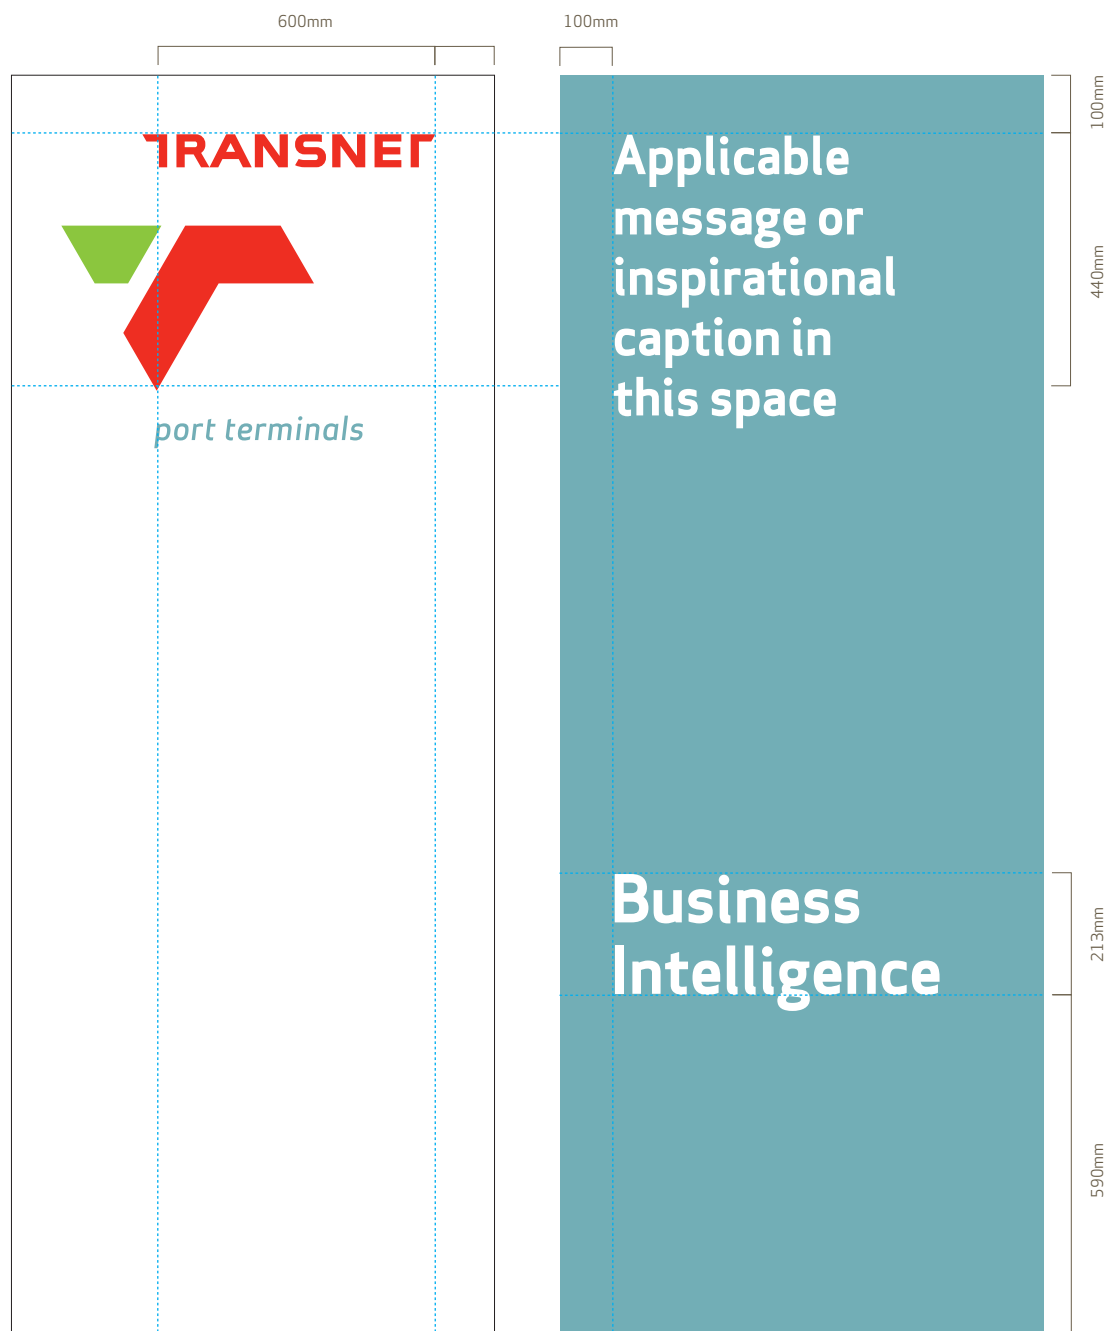 600mm
100mm
TRANSNET
port terminals
Applicable
message or
inspirational
caption in
this space
Business
Intelligence
100mm
440mm
213mm
590mm